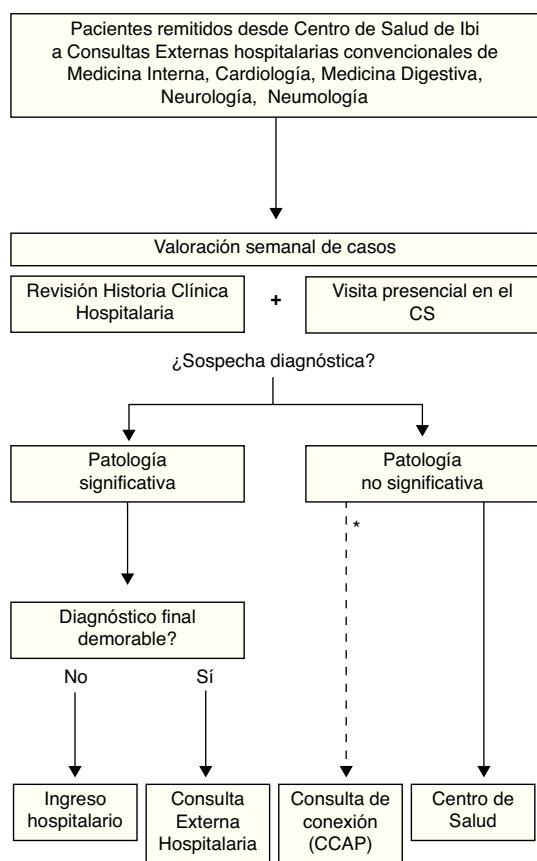 Pacientes remitidos desde Centro de Salud de Ibi
a Consultas Externas hospitalarias convencionales de
Medicina Interna, Cardiología, Medicina Digestiva,
Neurología, Neumología
Valoración semanal de casos
Revisión Historia Clínica
Hospitalaria
+
Visita presencial en el
CS
¿Sospecha diagnóstica?
Patología
significativa
Patología
no significativa
*
Diagnóstico final
demorable?
No
Sí
Ingreso
hospitalario
Consulta
Externa
Hospitalaria
Consulta de
conexión
(CCAP)
Centro de
Salud